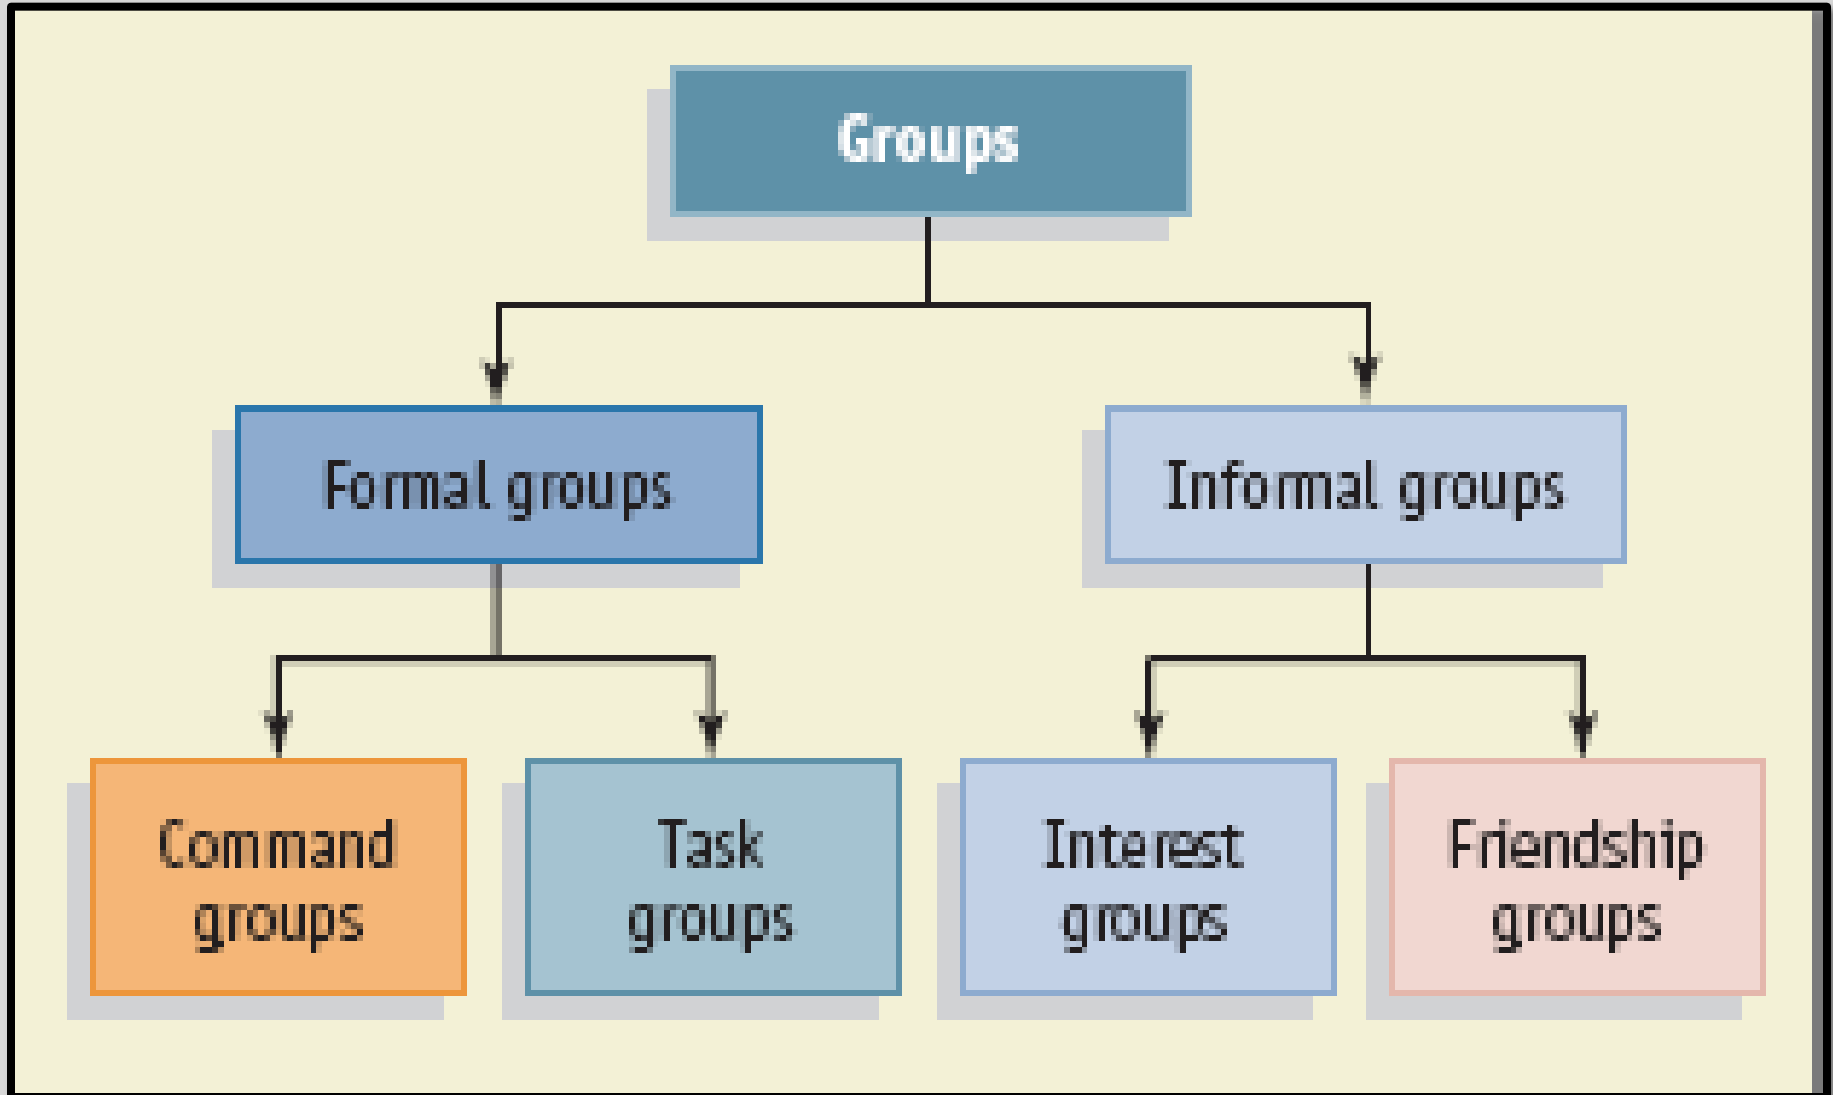 Groups
Formal groups
Informal groups
Command
groups
Task
groups
Interest
groups
Friendship
groups